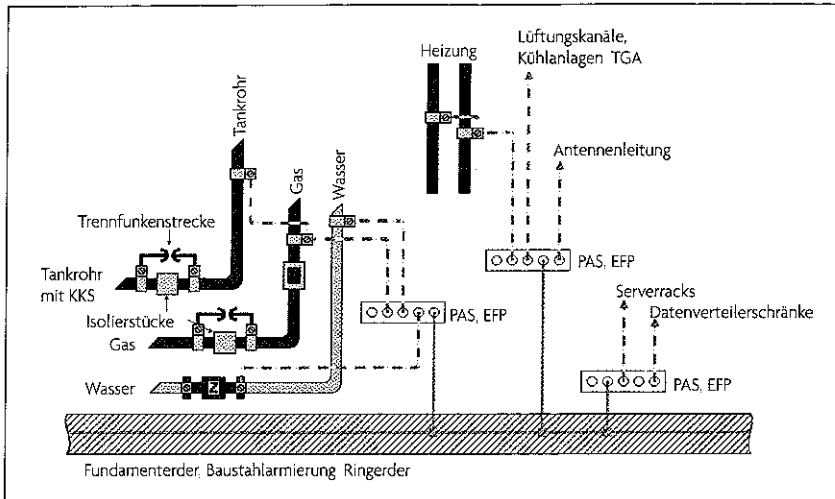 Lüftungskanäle,
Kühlanlagen TGA
Heizung
Antennenleitung
Tankrohr
Gas
Wasser
Trennfunkenstrecke
Tankrohr
mit KKS
PAS, EFP
Isolierstücke
Gas
PAS, EFP
Serverracks
Datenverteilerschränke
Wasser
PAS, EFP
Fundamenterder, Baustahlarmierung Ringerder